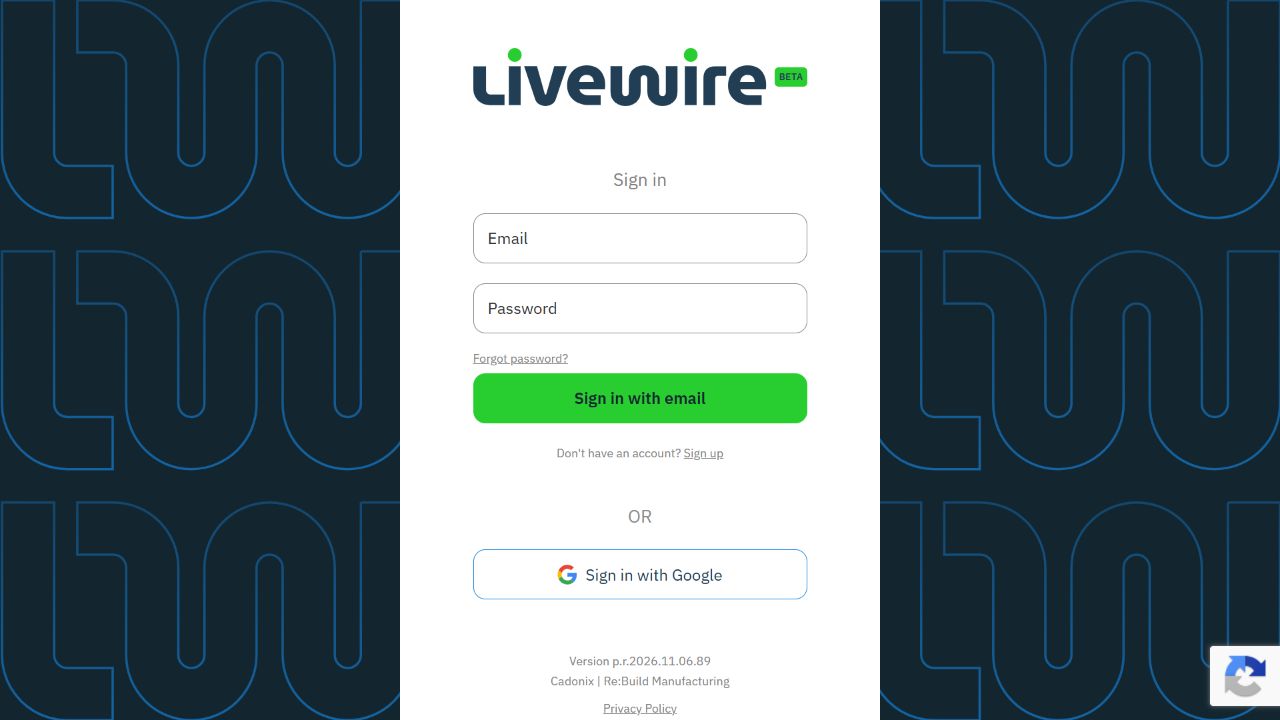 Livewire BETA
Sign in
Email
Password
Forgot password?
Sign in with email
Don't have an account? Sign up
OR
Sign in with Google
Version p.r.2026.11.06.89
Cadonix | Re:Build Manufacturing
Privacy Policy